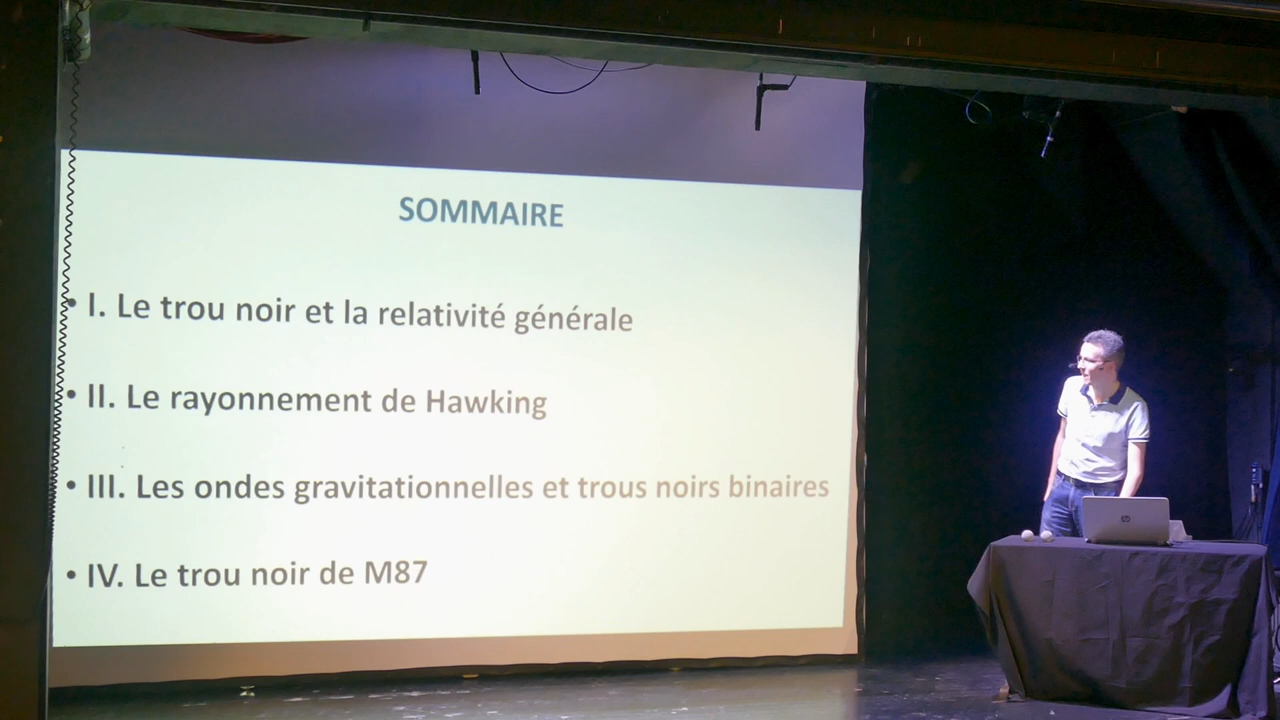 SOMMAIRE
• I. Le trou noir et la relativité générale
• II. Le rayonnement de Hawking
• III. Les ondes gravitationnelles et trous noirs binaires
• IV. Le trou noir de M87
hp